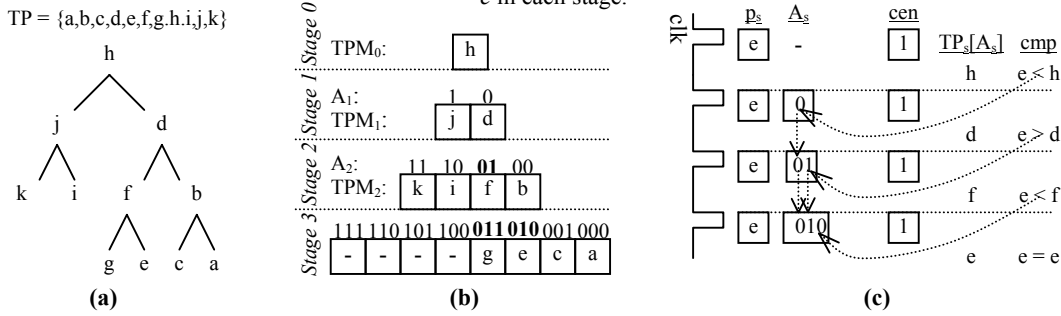 e in each stage.
TP = {a,b,c,d,e,f,g.h.i,j,k}
h
j d
k i f b
g e c a
(a)
Stage 0
TPM0:
h
Stage 1
A1: 1 0
TPM1: j d
Stage 2
A2: 11 10 01 00
TPM2: k i f b
Stage 3
111 110 101 100 011 010 001 000
- - - - g e c a
(b)
clk
ps As cen
e - 1
TPs[As] cmp
h e < h
e 0 1
d e > d
e 01 1
f e < f
e 010 1
e e = e
(c)